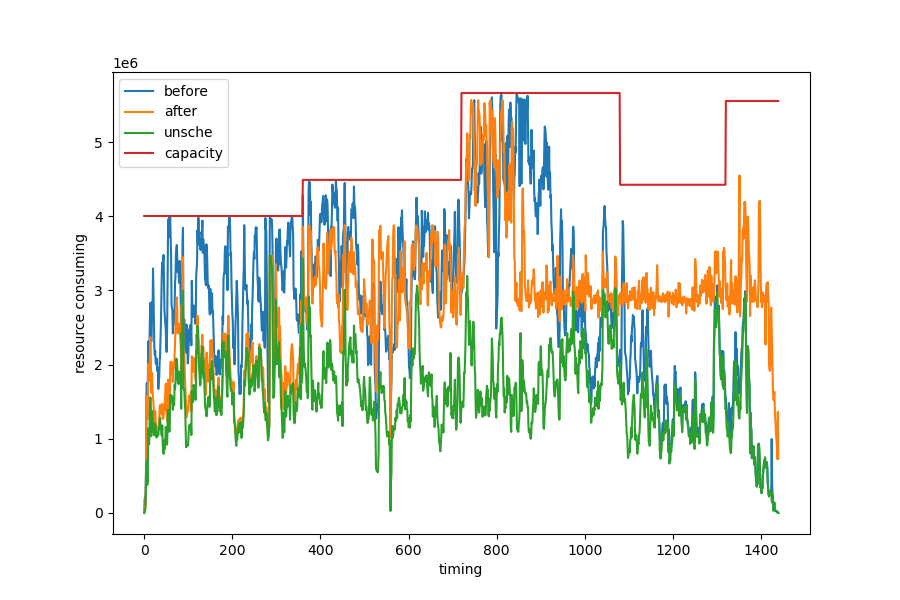 1e6
before
after
unsche
capacity
5
4
3
2
1
0
resource consuming
0 200 400 600 800 1000 1200 1400
timing